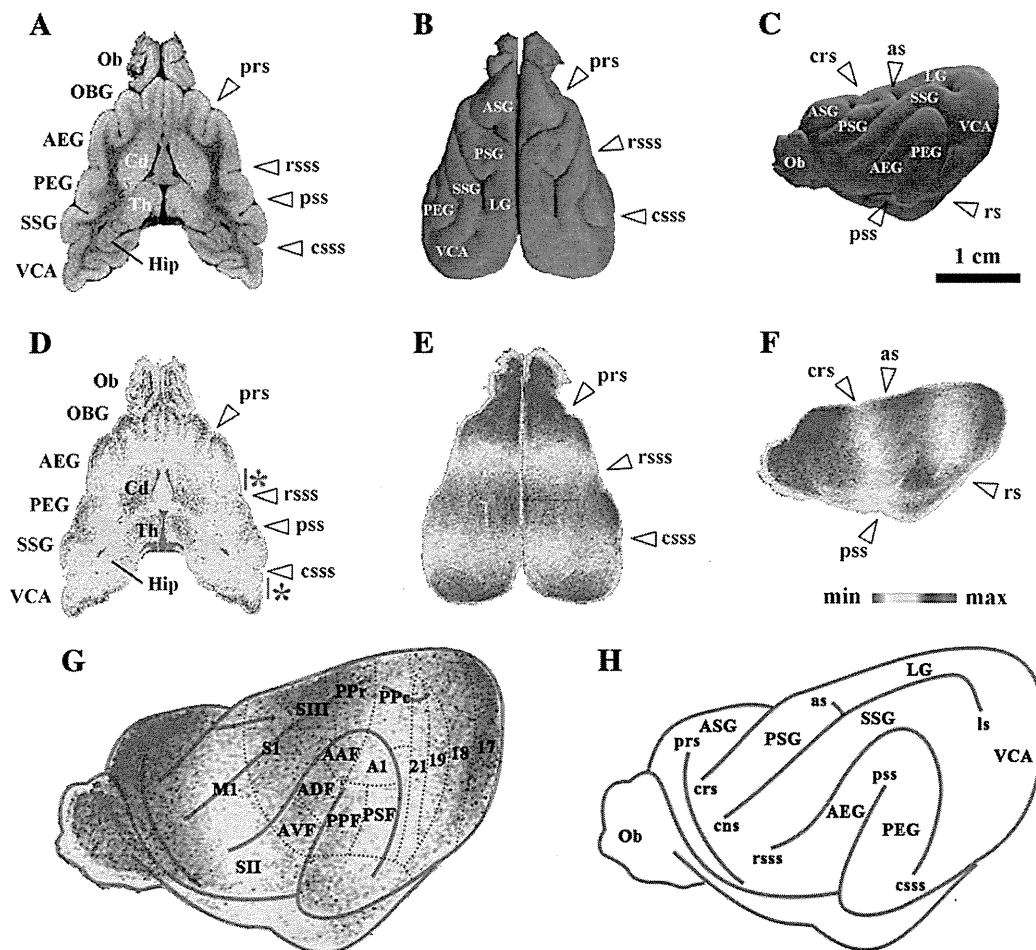 A
Ob
OBG
prs
AEG
Cd
rsss
PEG
pss
Th
SSG
csss
VCA
Hip
B
prs
ASG
rsss
PSG
SSG
PEG
LG
csss
VCA
C
as
crs
LG
ASG
SSG
PSG
VCA
Ob
AEG
PEG
rs
pss
1 cm
D
Ob
prs
OBG
AEG
*
Cd
rsss
PEG
pss
Th
SSG
csss
Hip
*
VCA
E
prs
rsss
csss
F
as
crs
rs
pss
min max
G
PPr
PPc
SIII
S1
AAF
A1
21
19
18
17
M1
ADF
AVF
PPF
PSF
SII
H
LG
as
ASG
SSG
ls
prs
PSG
VCA
crs
pss
cns
AEG
Ob
PEG
rsss
csss